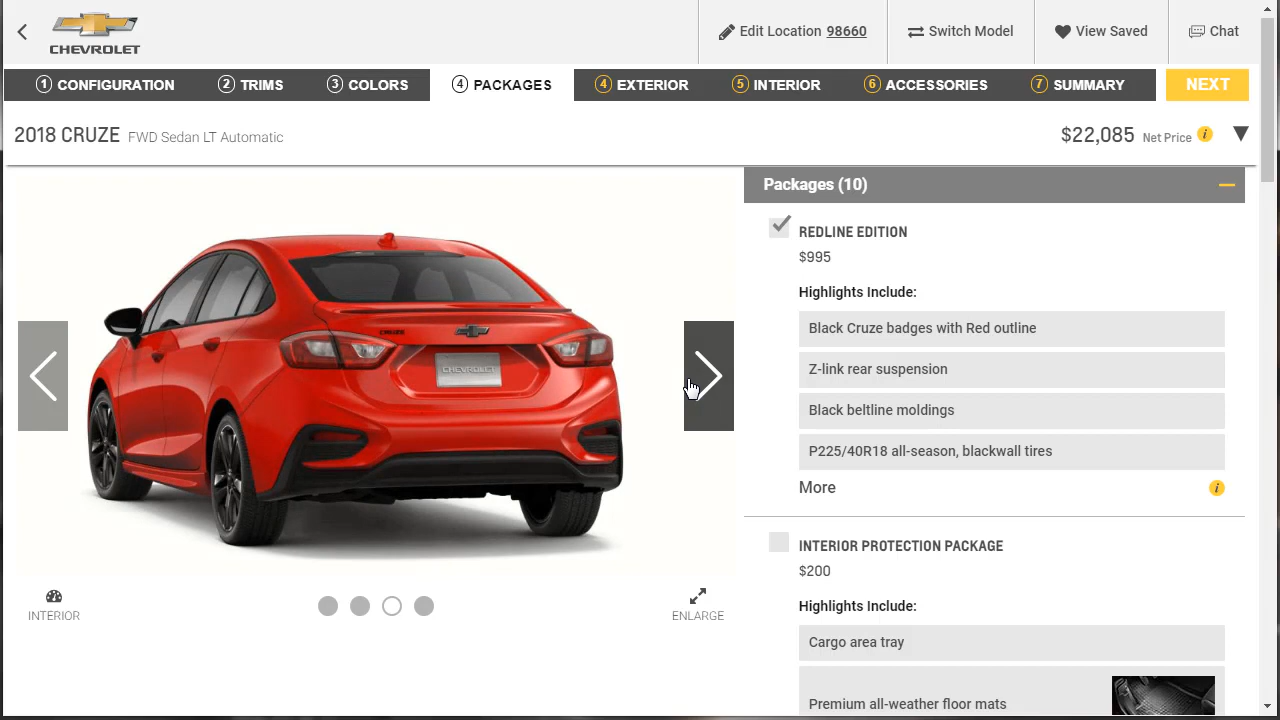 CHEVROLET
Edit Location 98660
Switch Model
View Saved
Chat
1 CONFIGURATION
2 TRIMS
3 COLORS
4 PACKAGES
4 EXTERIOR
5 INTERIOR
6 ACCESSORIES
7 SUMMARY
NEXT
2018 CRUZE FWD Sedan LT Automatic
$22,085 Net Price i
Packages (10)
REDLINE EDITION
$995
Highlights Include:
Black Cruze badges with Red outline
Z-link rear suspension
Black beltline moldings
P225/40R18 all-season, blackwall tires
More i
CRUZE
CHEVROLET
INTERIOR
ENLARGE
INTERIOR PROTECTION PACKAGE
$200
Highlights Include:
Cargo area tray
Premium all-weather floor mats